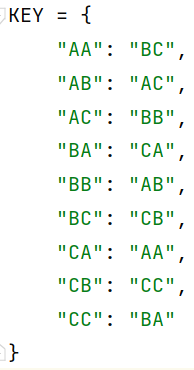 KEY = {
    "AA": "BC",
    "AB": "AC",
    "AC": "BB",
    "BA": "CA",
    "BB": "AB",
    "BC": "CB",
    "CA": "AA",
    "CB": "CC",
    "CC": "BA"
}